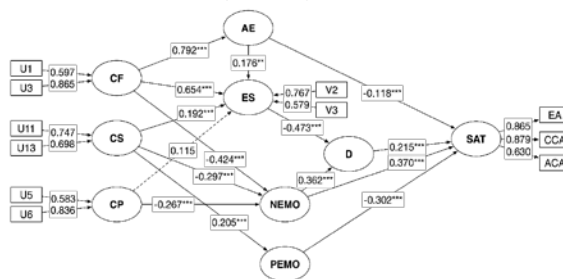 AE
0.792***
0.176**
U1
0.597
U3
0.865
CF
0.654***
ES
0.767
V2
0.579
V3
-0.118***
0.192***
-0.473***
U11
0.747
U13
0.698
CS
0.115
D
0.215***
SAT
0.865
EA
0.879
CCA
0.630
ACA
-0.424***
-0.297***
0.370***
0.362***
U5
0.583
U6
0.836
CP
-0.267***
NEMO
-0.302***
0.205***
PEMO